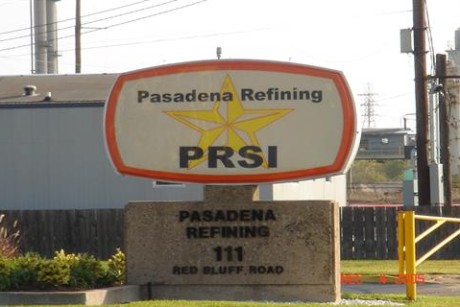 Pasadena Refining
PRSI
PASADENA
REFINING
111
RED BLUFF ROAD